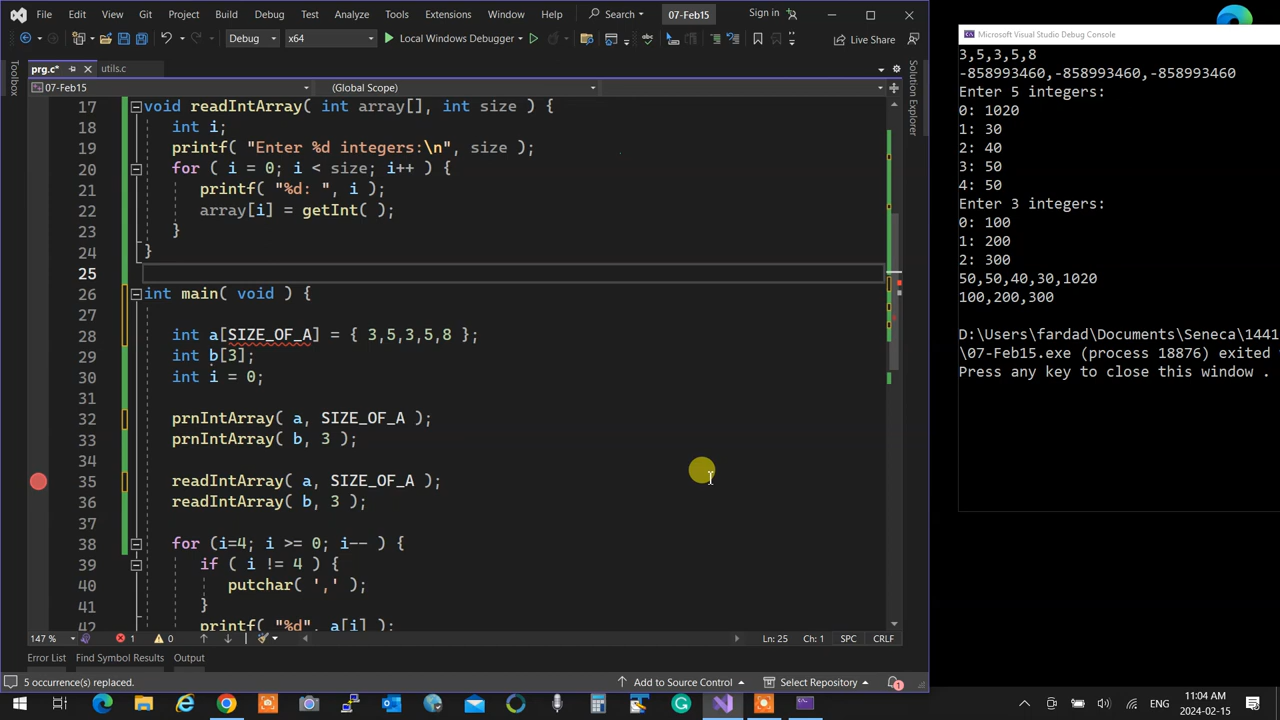 File Edit View Git Project Build Debug Test Analyze Tools Extensions Window Help Search 07-Feb15 Sign in
Debug x64 Local Windows Debugger Live Share
prg.c* utils.c
07-Feb15 (Global Scope)
Toolbox
17 void readIntArray( int array[], int size ) {
18 int i;
19 printf( "Enter %d integers:\n", size );
20 for ( i = 0; i < size; i++ ) {
21 printf( "%d: ", i );
22 array[i] = getInt( );
23 }
24 }
25
26 int main( void ) {
27
28 int a[SIZE_OF_A] = { 3,5,3,5,8 };
29 int b[3];
30 int i = 0;
31
32 prnIntArray( a, SIZE_OF_A );
33 prnIntArray( b, 3 );
34
35 readIntArray( a, SIZE_OF_A );
36 readIntArray( b, 3 );
37
38 for (i=4; i >= 0; i-- ) {
39 if ( i != 4 ) {
40 putchar( ',' );
41 }
42 printf( "%d", a[i] );
Solution Explorer
147 % 1 0 Ln: 25 Ch: 1 SPC CRLF
Error List Find Symbol Results Output
5 occurrence(s) replaced. Add to Source Control Select Repository 1
Microsoft Visual Studio Debug Console
3,5,3,5,8
-858993460,-858993460,-858993460
Enter 5 integers:
0: 1020
1: 30
2: 40
3: 50
4: 50
Enter 3 integers:
0: 100
1: 200
2: 300
50,50,40,30,1020
100,200,300
D:\Users\fardad\Documents\Seneca\1441
\07-Feb15.exe (process 18876) exited
Press any key to close this window .
ENG 11:04 AM
2024-02-15